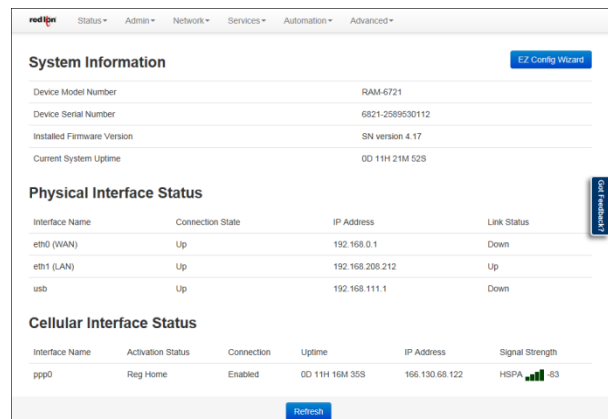 redlion Status Admin Network Services Automation Advanced
System Information
EZ Config Wizard
Device Model Number RAM-6721
Device Serial Number 6821-2589530112
Installed Firmware Version SN version 4.17
Current System Uptime 0D 11H 21M 52S
Got Feedback?
Physical Interface Status
Interface Name Connection State IP Address Link Status
eth0 (WAN) Up 192.168.0.1 Down
eth1 (LAN) Up 192.168.208.212 Up
usb Up 192.168.111.1 Down
Cellular Interface Status
Interface Name Activation Status Connection Uptime IP Address Signal Strength
ppp0 Reg Home Enabled 0D 11H 16M 35S 166.130.68.122 HSPA -83
Refresh